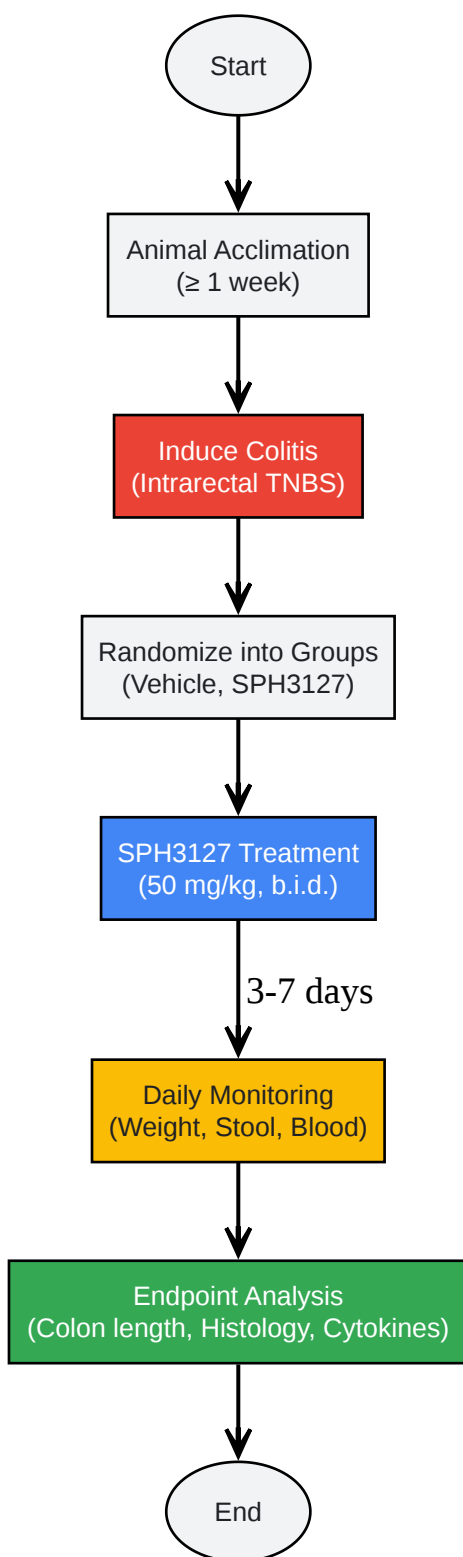 Start
Animal Acclimation
(≥ 1 week)
Induce Colitis
(Intrarectal TNBS)
Randomize into Groups
(Vehicle, SPH3127)
SPH3127 Treatment
(50 mg/kg, b.i.d.)
3-7 days
Daily Monitoring
(Weight, Stool, Blood)
Endpoint Analysis
(Colon length, Histology, Cytokines)
End